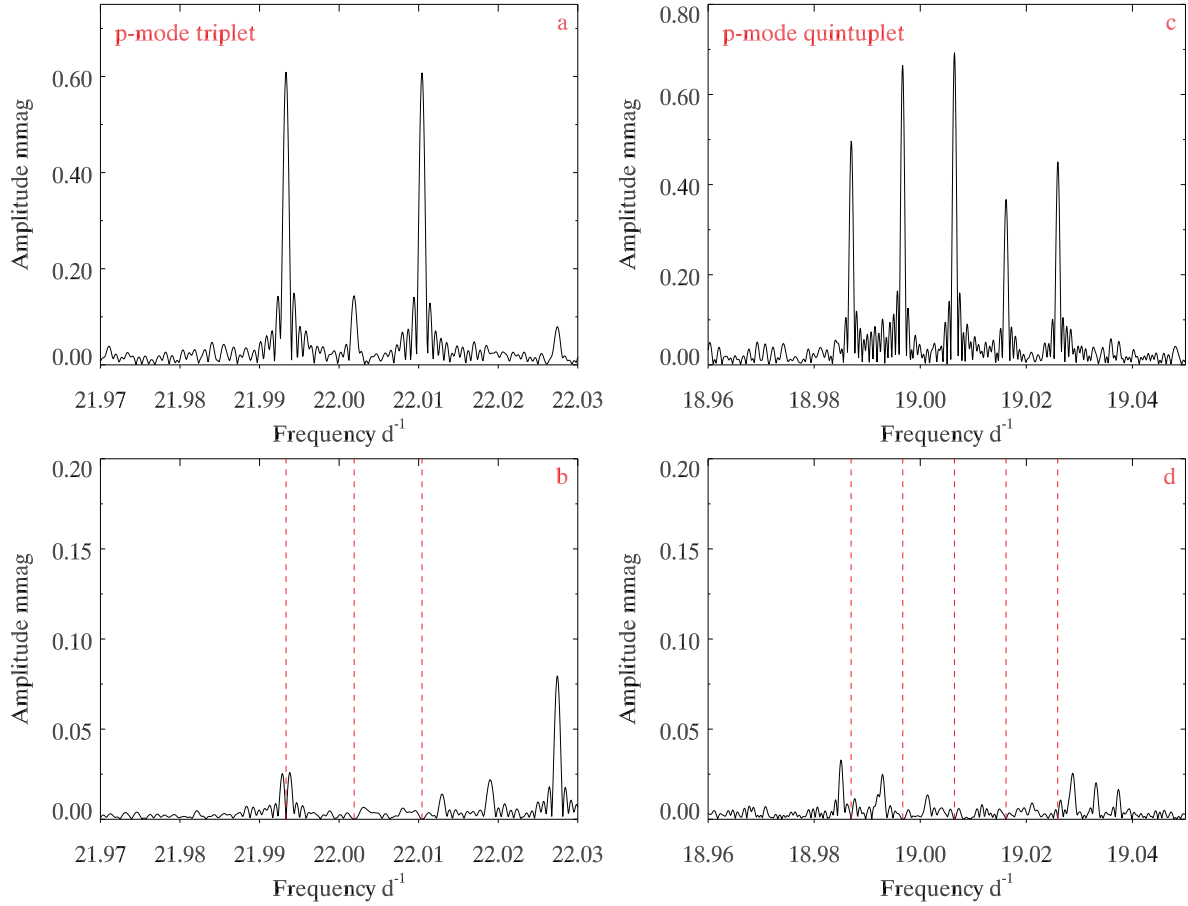 p-mode triplet
a
Amplitude mmag
0.60
0.40
0.20
0.00
21.97 21.98 21.99 22.00 22.01 22.02 22.03
Frequency d⁻¹
p-mode quintuplet
c
Amplitude mmag
0.80
0.60
0.40
0.20
0.00
18.96 18.98 19.00 19.02 19.04
Frequency d⁻¹
b
Amplitude mmag
0.20
0.15
0.10
0.05
0.00
21.97 21.98 21.99 22.00 22.01 22.02 22.03
Frequency d⁻¹
d
Amplitude mmag
0.20
0.15
0.10
0.05
0.00
18.96 18.98 19.00 19.02 19.04
Frequency d⁻¹